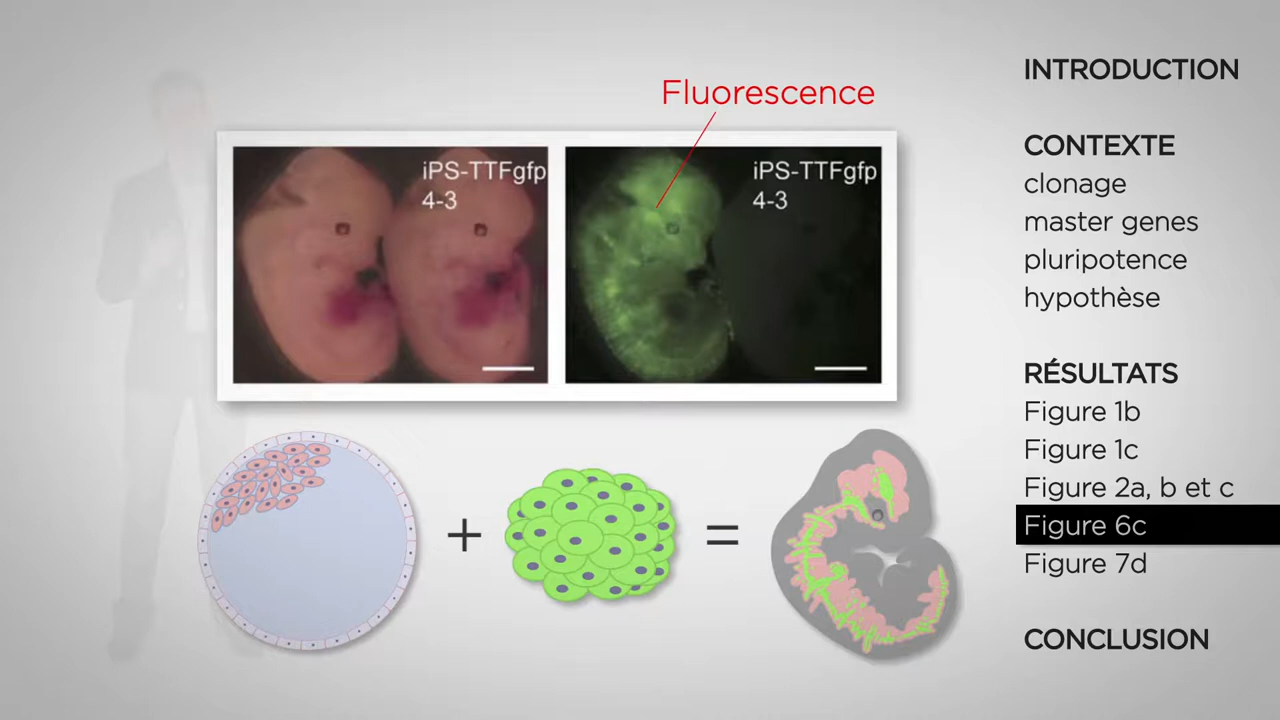 Fluorescence
iPS-TTFgfp
4-3
iPS-TTFgfp
4-3
+
=
INTRODUCTION
CONTEXTE
clonage
master genes
pluripotence
hypothèse
RÉSULTATS
Figure 1b
Figure 1c
Figure 2a, b et c
Figure 6c
Figure 7d
CONCLUSION